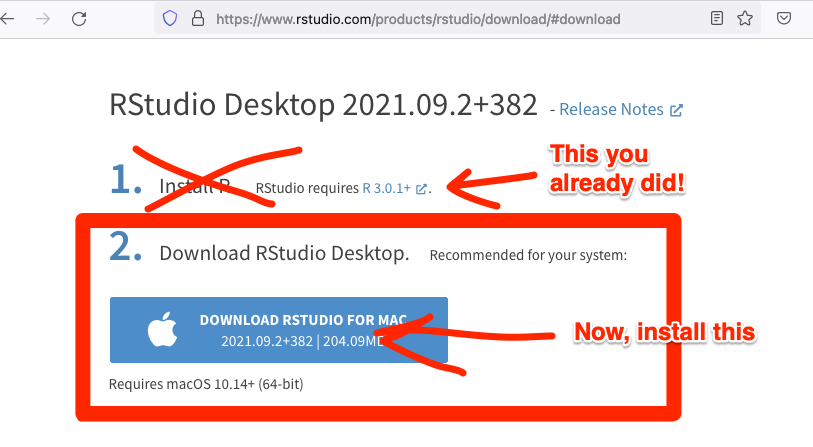 https://www.rstudio.com/products/rstudio/download/#download
RStudio Desktop 2021.09.2+382 - Release Notes
1. Install R RStudio requires R 3.0.1+.
This you
already did!
2. Download RStudio Desktop. Recommended for your system:
DOWNLOAD RSTUDIO FOR MAC
2021.09.2+382 | 204.09MB
Now, install this
Requires macOS 10.14+ (64-bit)